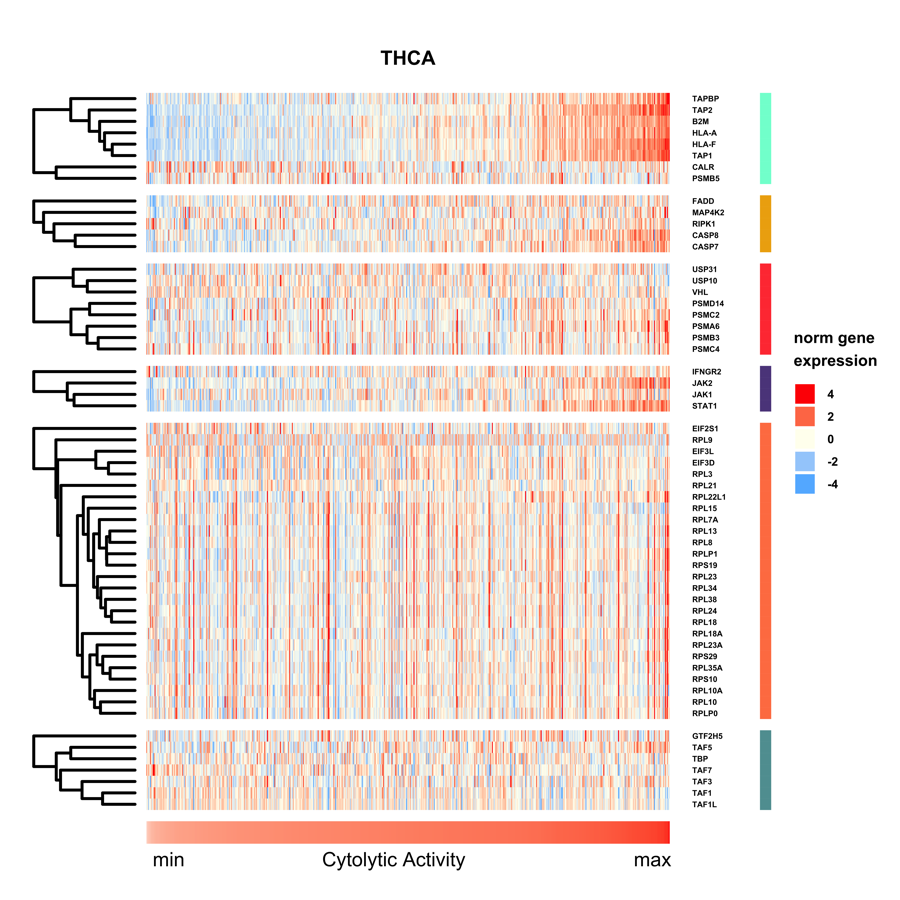 THCA
TAPBP
TAP2
B2M
HLA-A
HLA-F
TAP1
CALR
PSMB5
FADD
MAP4K2
RIPK1
CASP8
CASP7
USP31
USP10
VHL
PSMD14
PSMC2
PSMA6
PSMB3
PSMC4
IFNGR2
JAK2
JAK1
STAT1
EIF2S1
RPL9
EIF3L
EIF3D
RPL3
RPL21
RPL22L1
RPL15
RPL7A
RPL13
RPL8
RPLP1
RPS19
RPL23
RPL34
RPL38
RPL24
RPL18
RPL18A
RPL23A
RPS29
RPL35A
RPS10
RPL10A
RPL10
RPLP0
GTF2H5
TAF5
TBP
TAF7
TAF3
TAF1
TAF1L
norm gene
expression
4
2
0
-2
-4
min Cytolytic Activity max